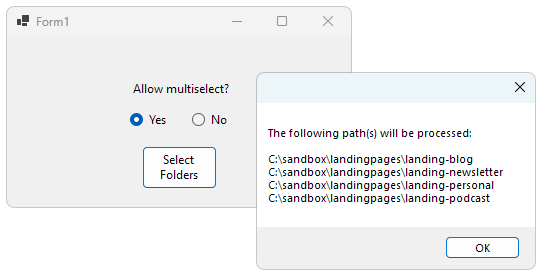 Form1
Allow multiselect?
Yes No
Select
Folders
The following path(s) will be processed:
C:\sandbox\landingpages\landing-blog
C:\sandbox\landingpages\landing-newsletter
C:\sandbox\landingpages\landing-personal
C:\sandbox\landingpages\landing-podcast
OK